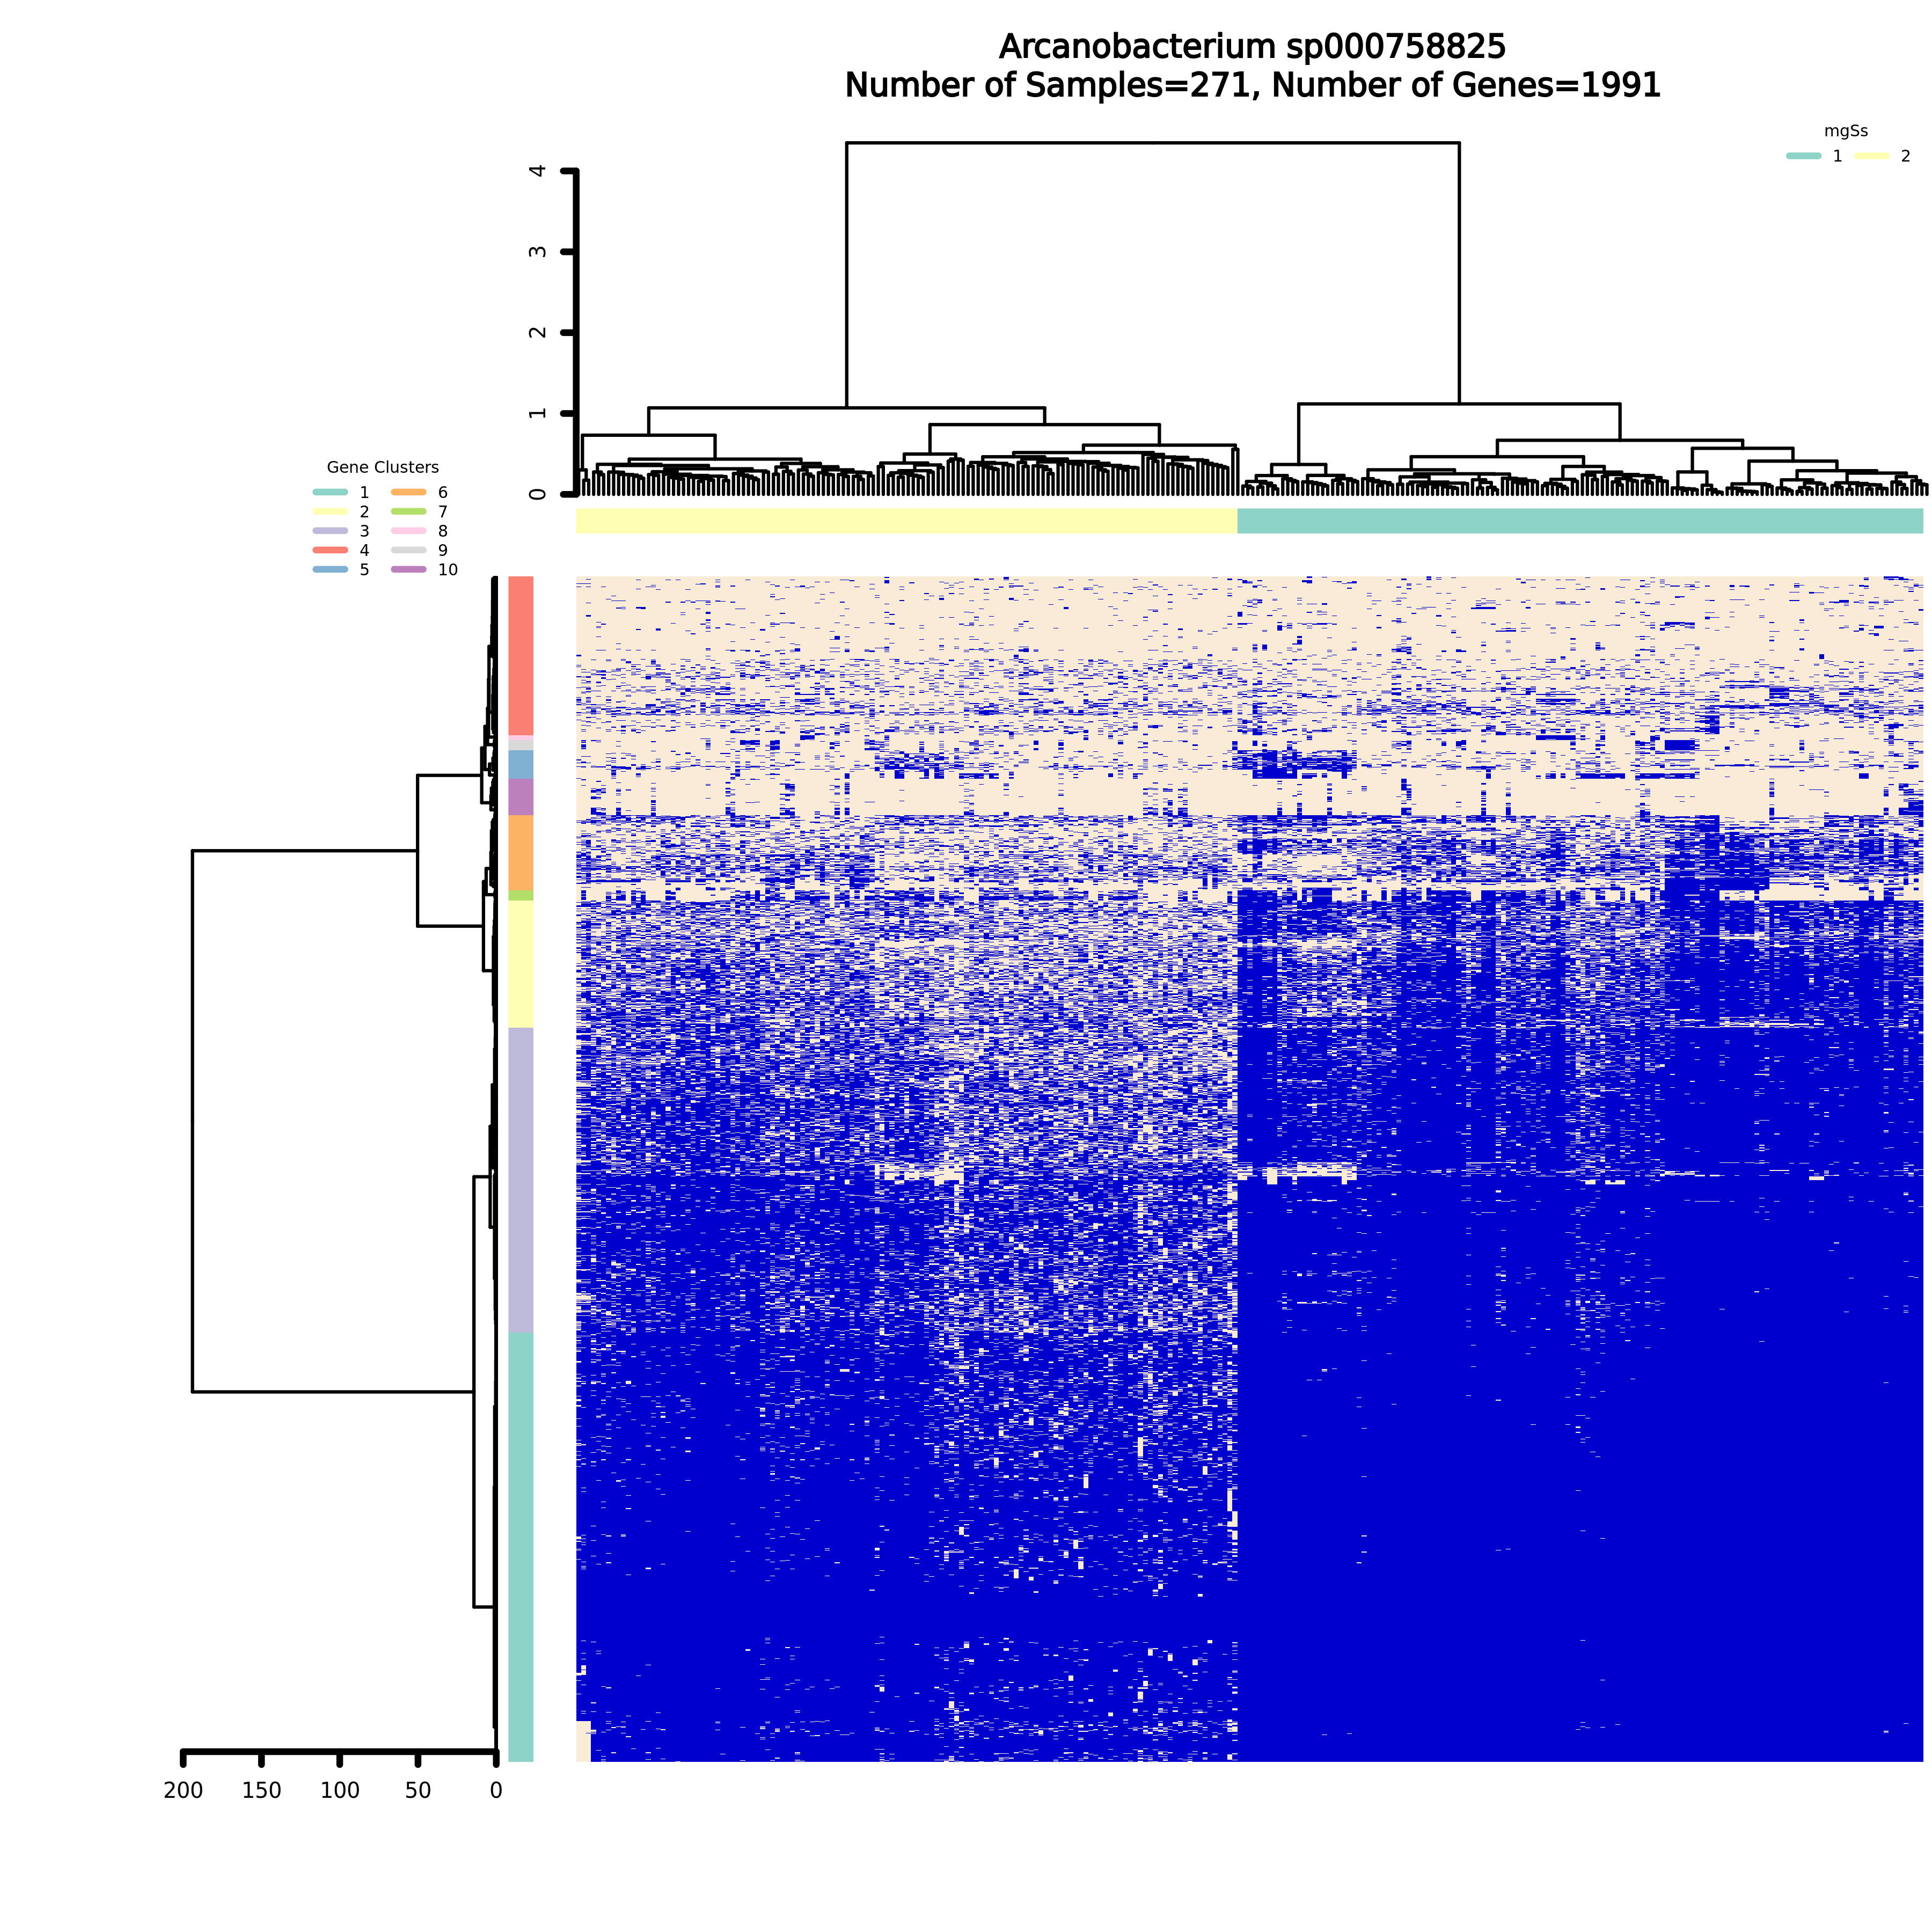 Arcanobacterium sp000758825
Number of Samples=271, Number of Genes=1991
mgSs
1 2
4
3
2
1
0
Gene Clusters
1 6
2 7
3 8
4 9
5 10
200 150 100 50 0